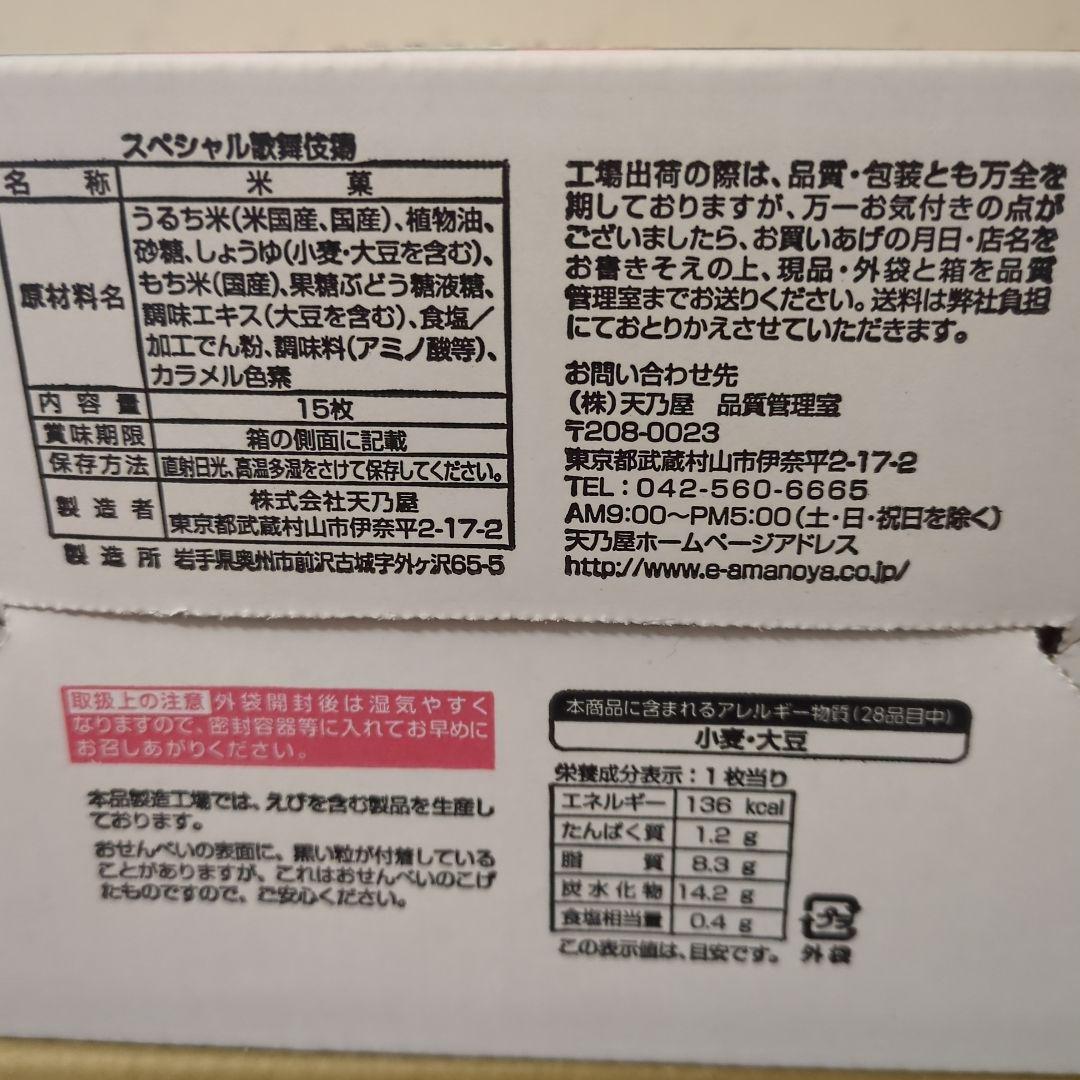 スペシャル歌舞伎揚
名称 米菓
原材料名 うるち米(米国産、国産)、植物油、
砂糖、しょうゆ(小麦・大豆を含む)、
もち米(国産)、果糖ぶどう糖液糖、
調味エキス(大豆を含む)、食塩/
加工でん粉、調味料(アミノ酸等)、
カラメル色素
内容量 15枚
賞味期限 箱の側面に記載
保存方法 直射日光、高温多湿をさけて保存してください。
製造者 株式会社天乃屋
東京都武蔵村山市伊奈平2-17-2
製造所 岩手県奥州市前沢古城字外ヶ沢65-5
工場出荷の際は、品質・包装とも万全を
期しておりますが、万一お気付きの点が
ございましたら、お買いあげの月日・店名を
お書きそえの上、現品・外袋と箱を品質
管理室までお送りください。送料は弊社負担
にておとりかえさせていただきます。
お問い合わせ先
(株)天乃屋 品質管理室
〒208-0023
東京都武蔵村山市伊奈平2-17-2
TEL:042-560-6665
AM9:00〜PM5:00(土・日・祝日を除く)
天乃屋ホームページアドレス
http://www.e-amanoya.co.jp/
取扱上の注意 外袋開封後は湿気やすく
なりますので、密封容器等に入れてお早めに
お召しあがりください。
本品製造工場では、えびを含む製品を生産し
ております。
おせんべいの表面に、黒い粒が付着している
ことがありますが、これはおせんべいのこげ
たものですので、ご安心ください。
本商品に含まれるアレルギー物質(28品目中)
小麦・大豆
栄養成分表示:1枚当り
エネルギー 136 kcal
たんぱく質 1.2 g
脂質 8.3 g
炭水化物 14.2 g
食塩相当量 0.4 g
この表示値は、目安です。
プラ
外袋